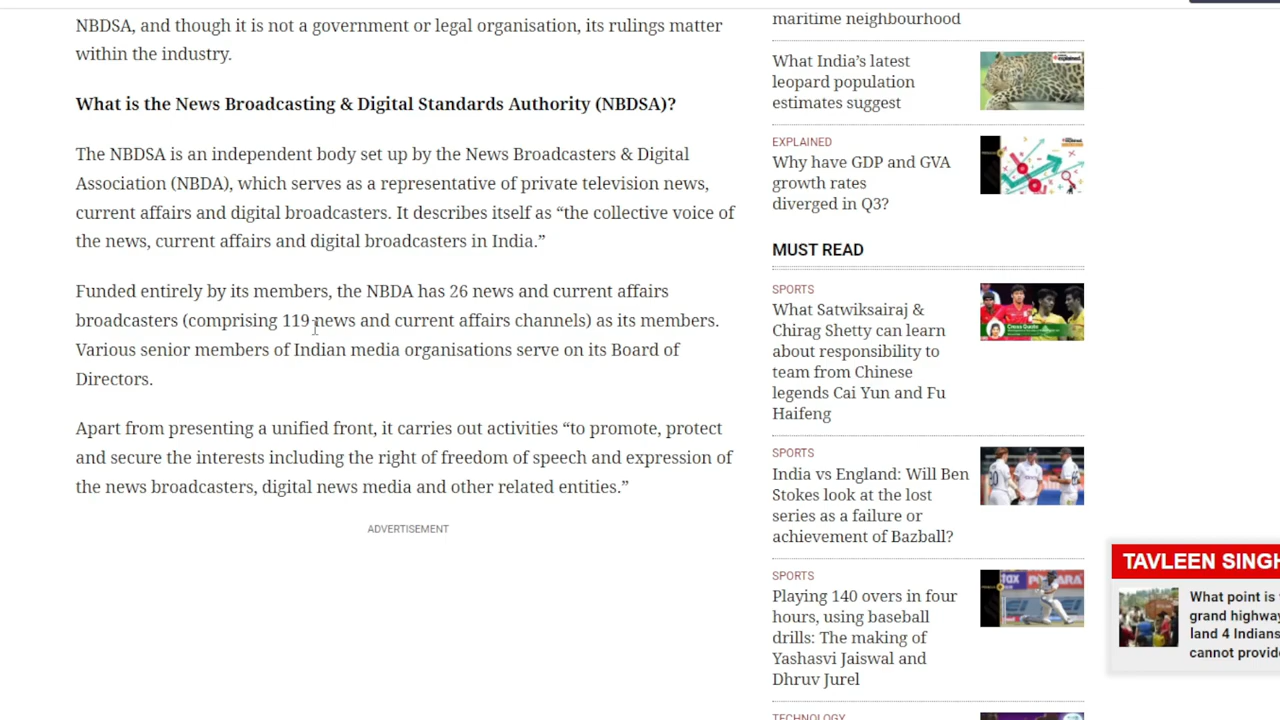 NBDSA, and though it is not a government or legal organisation, its rulings matter
within the industry.
What is the News Broadcasting & Digital Standards Authority (NBDSA)?
The NBDSA is an independent body set up by the News Broadcasters & Digital
Association (NBDA), which serves as a representative of private television news,
current affairs and digital broadcasters. It describes itself as “the collective voice of
the news, current affairs and digital broadcasters in India.”
Funded entirely by its members, the NBDA has 26 news and current affairs
broadcasters (comprising 119 news and current affairs channels) as its members.
Various senior members of Indian media organisations serve on its Board of
Directors.
Apart from presenting a unified front, it carries out activities “to promote, protect
and secure the interests including the right of freedom of speech and expression of
the news broadcasters, digital news media and other related entities.”
ADVERTISEMENT
maritime neighbourhood
What India’s latest
leopard population
estimates suggest
EXPLAINED
Why have GDP and GVA
growth rates
diverged in Q3?
MUST READ
SPORTS
What Satwiksairaj &
Chirag Shetty can learn
about responsibility to
team from Chinese
legends Cai Yun and Fu
Haifeng
SPORTS
India vs England: Will Ben
Stokes look at the lost
series as a failure or
achievement of Bazball?
SPORTS
Playing 140 overs in four
hours, using baseball
drills: The making of
Yashasvi Jaiswal and
Dhruv Jurel
TECHNOLOGY
TAVLEEN SINGH
What point is
grand highway
land 4 Indians
cannot provide